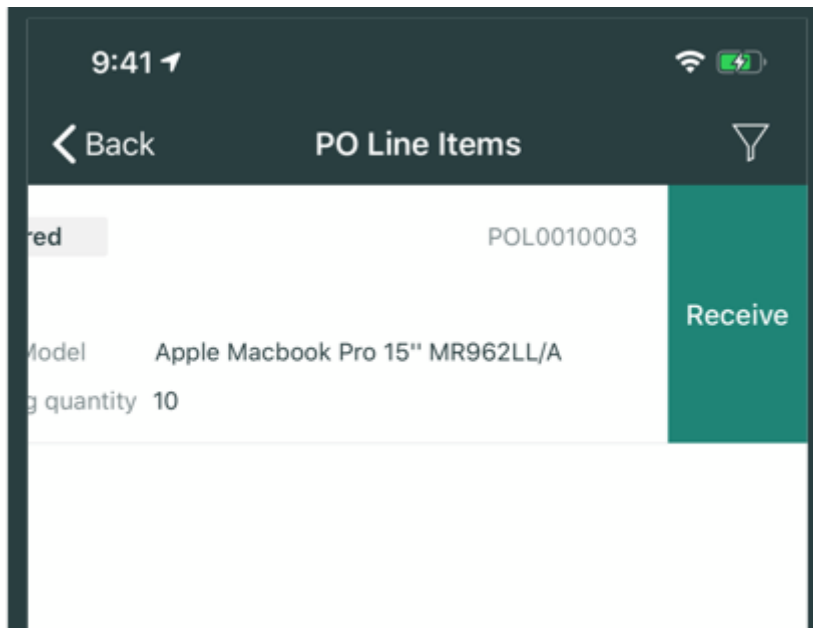 9:41
Back PO Line Items
red POL0010003
Receive
Model Apple Macbook Pro 15'' MR962LL/A
g quantity 10